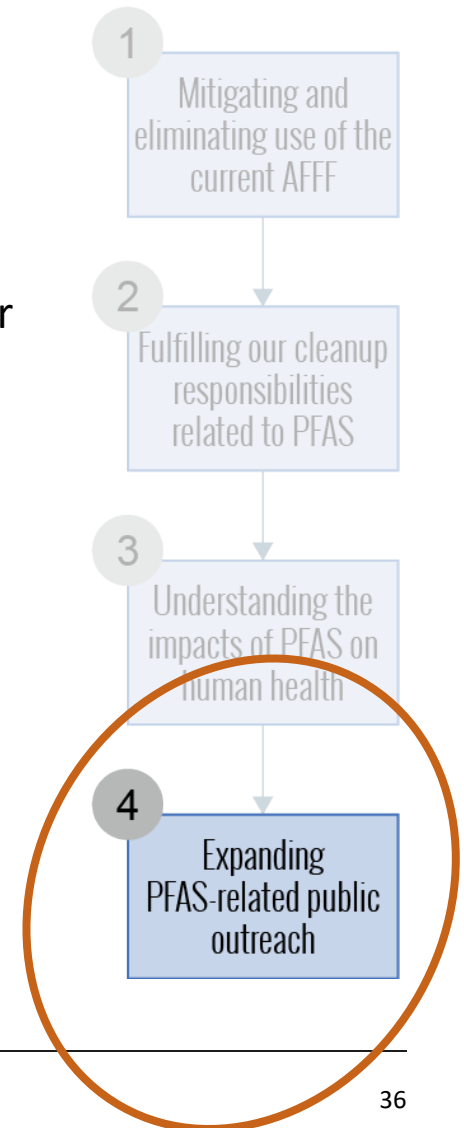 1
Mitigating and
eliminating use of the
current AFFF
r
2
Fulfilling our cleanup
responsibilities
related to PFAS
3
Understanding the
impacts of PFAS on
human health
4
Expanding
PFAS-related public
outreach
36